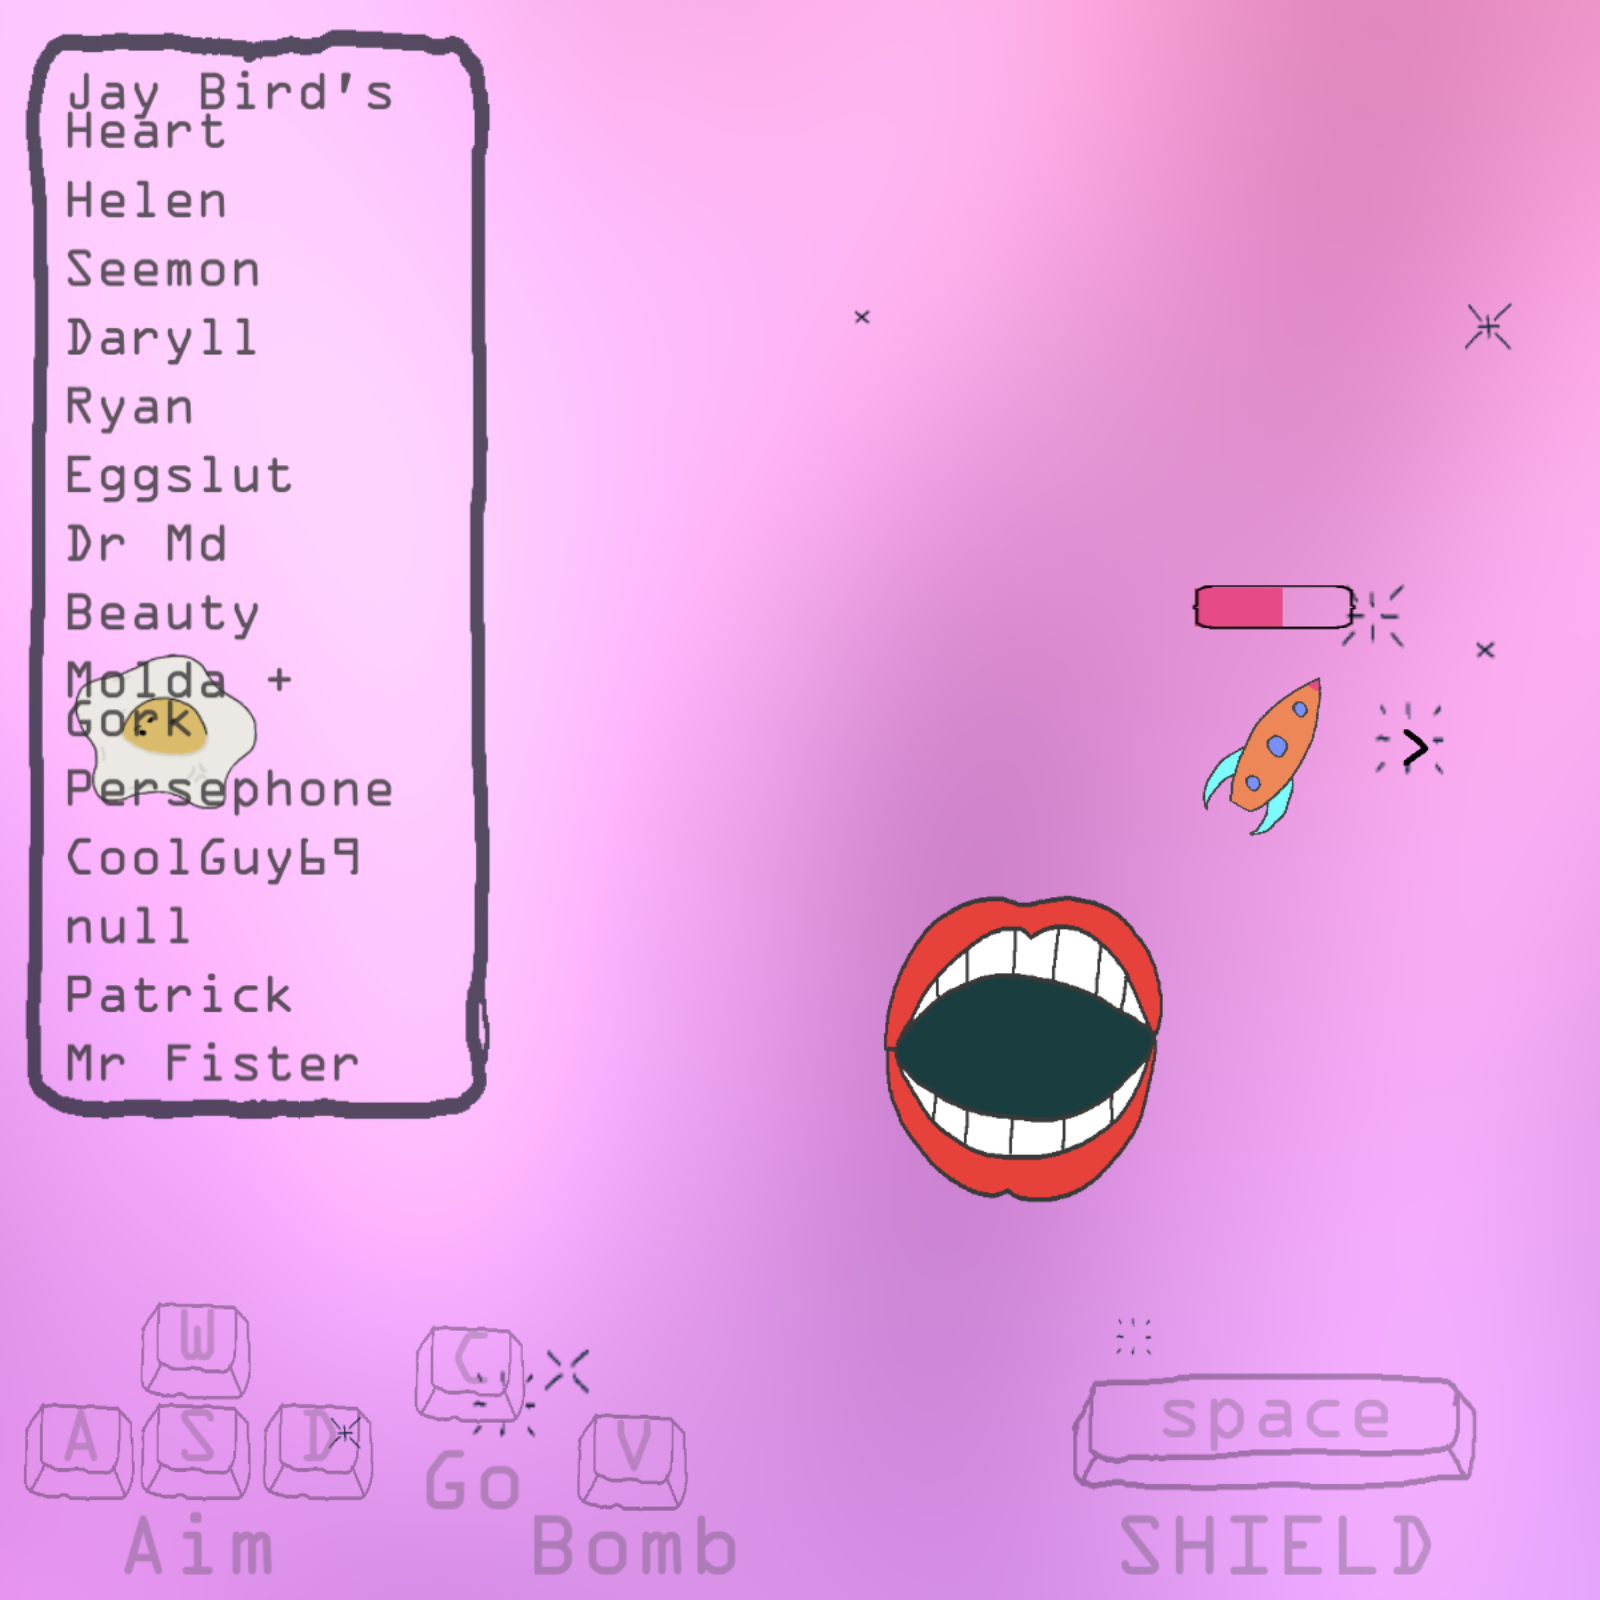 Jay Bird's
Heart
Helen
Seemon
Daryll
Ryan
Eggslut
Dr Md
Beauty
Molda +
Gork
Persephone
CoolGuy69
null
Patrick
Mr Fister
>
W
A S D
Aim
C
Go
V
Bomb
space
SHIELD